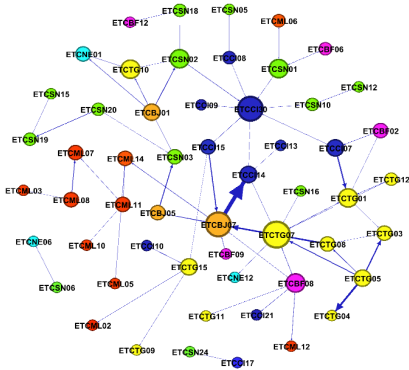 ETCSN18
ETCSN05
ETCBF12
ETCML06
ETCNE01
ETCSN02
ETCCI08
ETCBF06
ETCTG10
ETCSN01
ETCSN15
ETCSN12
ETCCI09
ETCCI00
ETCSN10
ETCSN20
ETCBJ01
ETCBF02
ETCSN19
ETCML07
ETCML14
ETCSN03
ETCCI15
ETCCI13
ETCCI07
ETCCI14
ETCTG12
ETCML03
ETCML08
ETCML11
ETCSN16
ETCTG01
ETCBJ05
ETCBJ07
ETCNE06
ETCML10
ETCCI10
ETCTG07
ETCTG08
ETCTG03
ETCBF09
ETCTG15
ETCSN06
ETCML05
ETCNE12
ETCBF08
ETCTG05
ETCML02
ETCTG11
ETCCI21
ETCTG04
ETCTG09
ETCSN24
ETCCI17
ETCML12